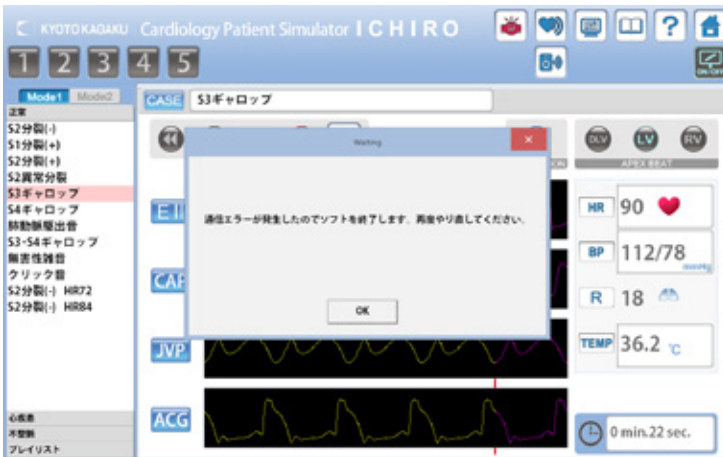 KYOTO KAGAKU Cardiology Patient Simulator ICHIRO
?
1 2 3 4 5
ON/OFF
Mode1 Mode2
CASE S3ギャロップ
正常
S2分裂(-)
S1分裂(+)
S2分裂(+)
S2異常分裂
S3ギャロップ
S4ギャロップ
肺動脈駆出音
S3-S4ギャロップ
無害性雑音
クリック音
S2分裂(-) HR72
S2分裂(-) HR84
心疾患
不整脈
プレイリスト
Waiting
通信エラーが発生したのでソフトを終了します. 再度やり直してください.
OK
DLV LV RV
APEX BEAT
HR 90
BP 112/78 mmHg
R 18
TEMP 36.2 ℃
JVP
ACG
0 min.22 sec.